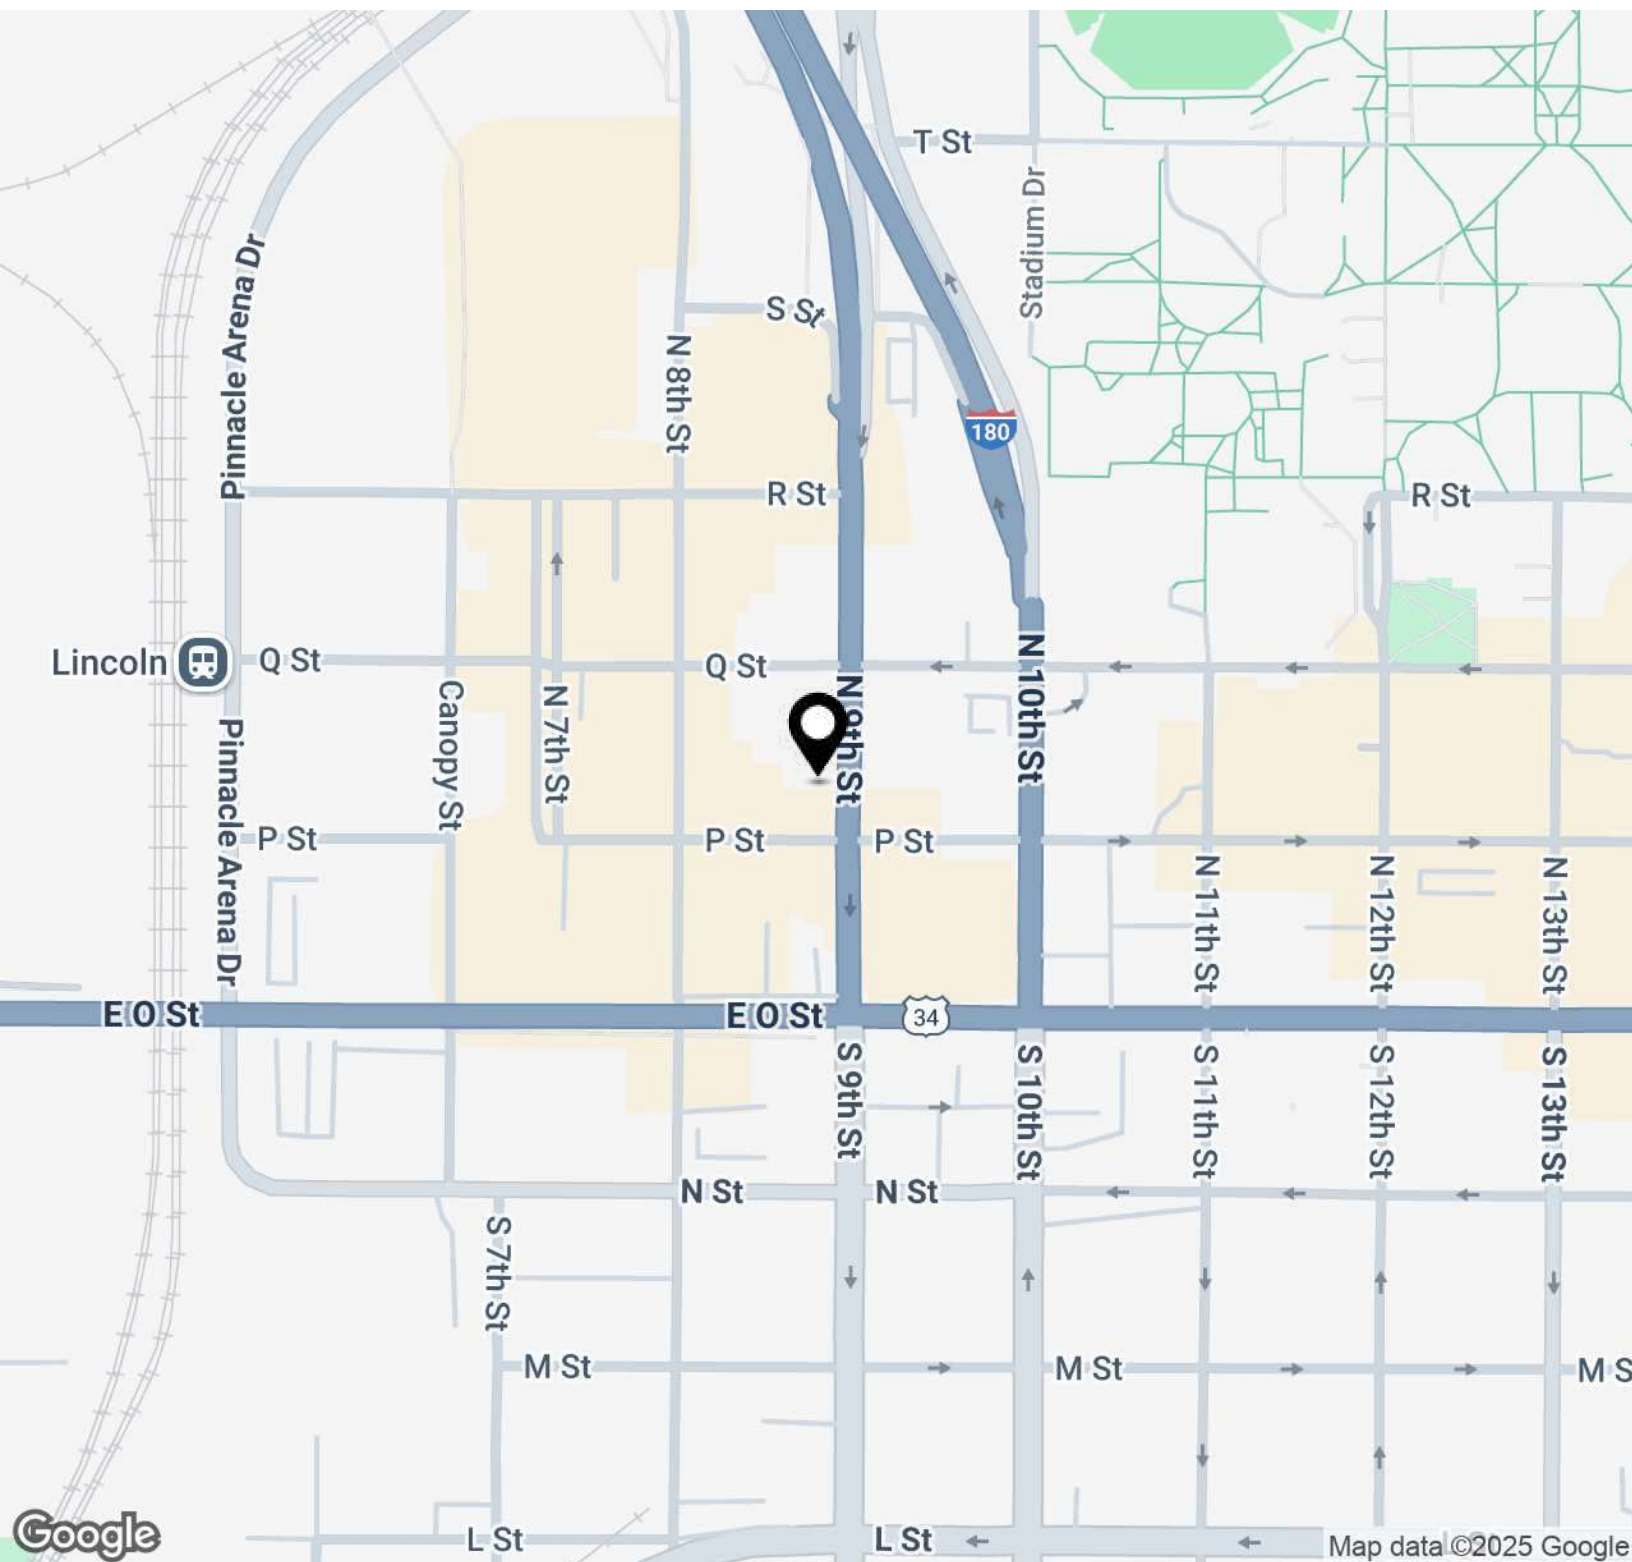 T St
Stadium Dr
Pinnacle Arena Dr
S St
N 8th St
180
R St
R St
Lincoln
Q St
Q St
N 10th St
N 9th St
Canopy St
N 7th St
Pinnacle Arena Dr
P St
P St
P St
N 11th St
N 12th St
N 13th St
E O St
E O St
34
S 9th St
S 10th St
S 11th St
S 12th St
S 13th St
N St
N St
S 7th St
M St
M St
M S
L St
L St
Google
Map data ©2025 Google